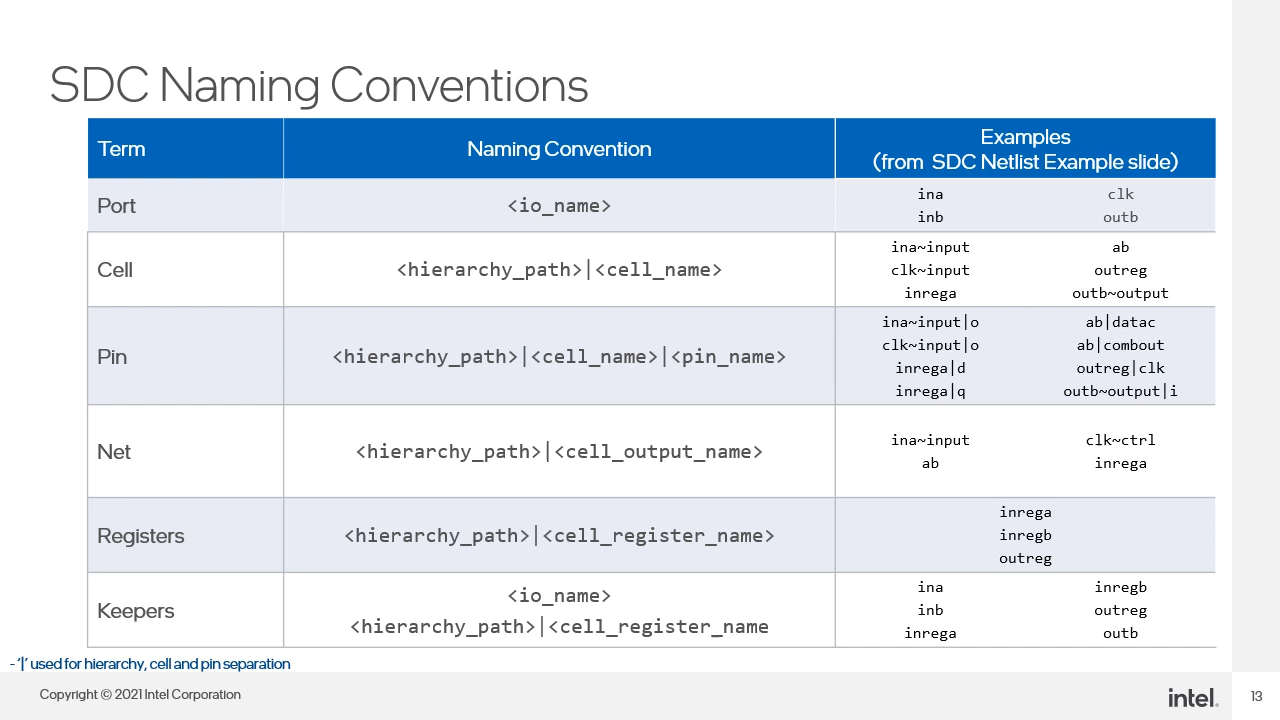 SDC Naming Conventions
Term Naming Convention Examples
(from SDC Netlist Example slide)
Port <io_name> ina clk
inb outb
Cell <hierarchy_path>|<cell_name> ina~input ab
clk~input outreg
inrega outb~output
Pin <hierarchy_path>|<cell_name>|<pin_name> ina~input|o ab|datac
clk~input|o ab|combout
inrega|d outreg|clk
inrega|q outb~output|i
Net <hierarchy_path>|<cell_output_name> ina~input clk~ctrl
ab inrega
Registers <hierarchy_path>|<cell_register_name> inrega
inregb
outreg
Keepers <io_name> ina inregb
inb outreg
<hierarchy_path>|<cell_register_name inrega outb
- ‘|’ used for hierarchy, cell and pin separation
Copyright © 2021 Intel Corporation
intel.
13